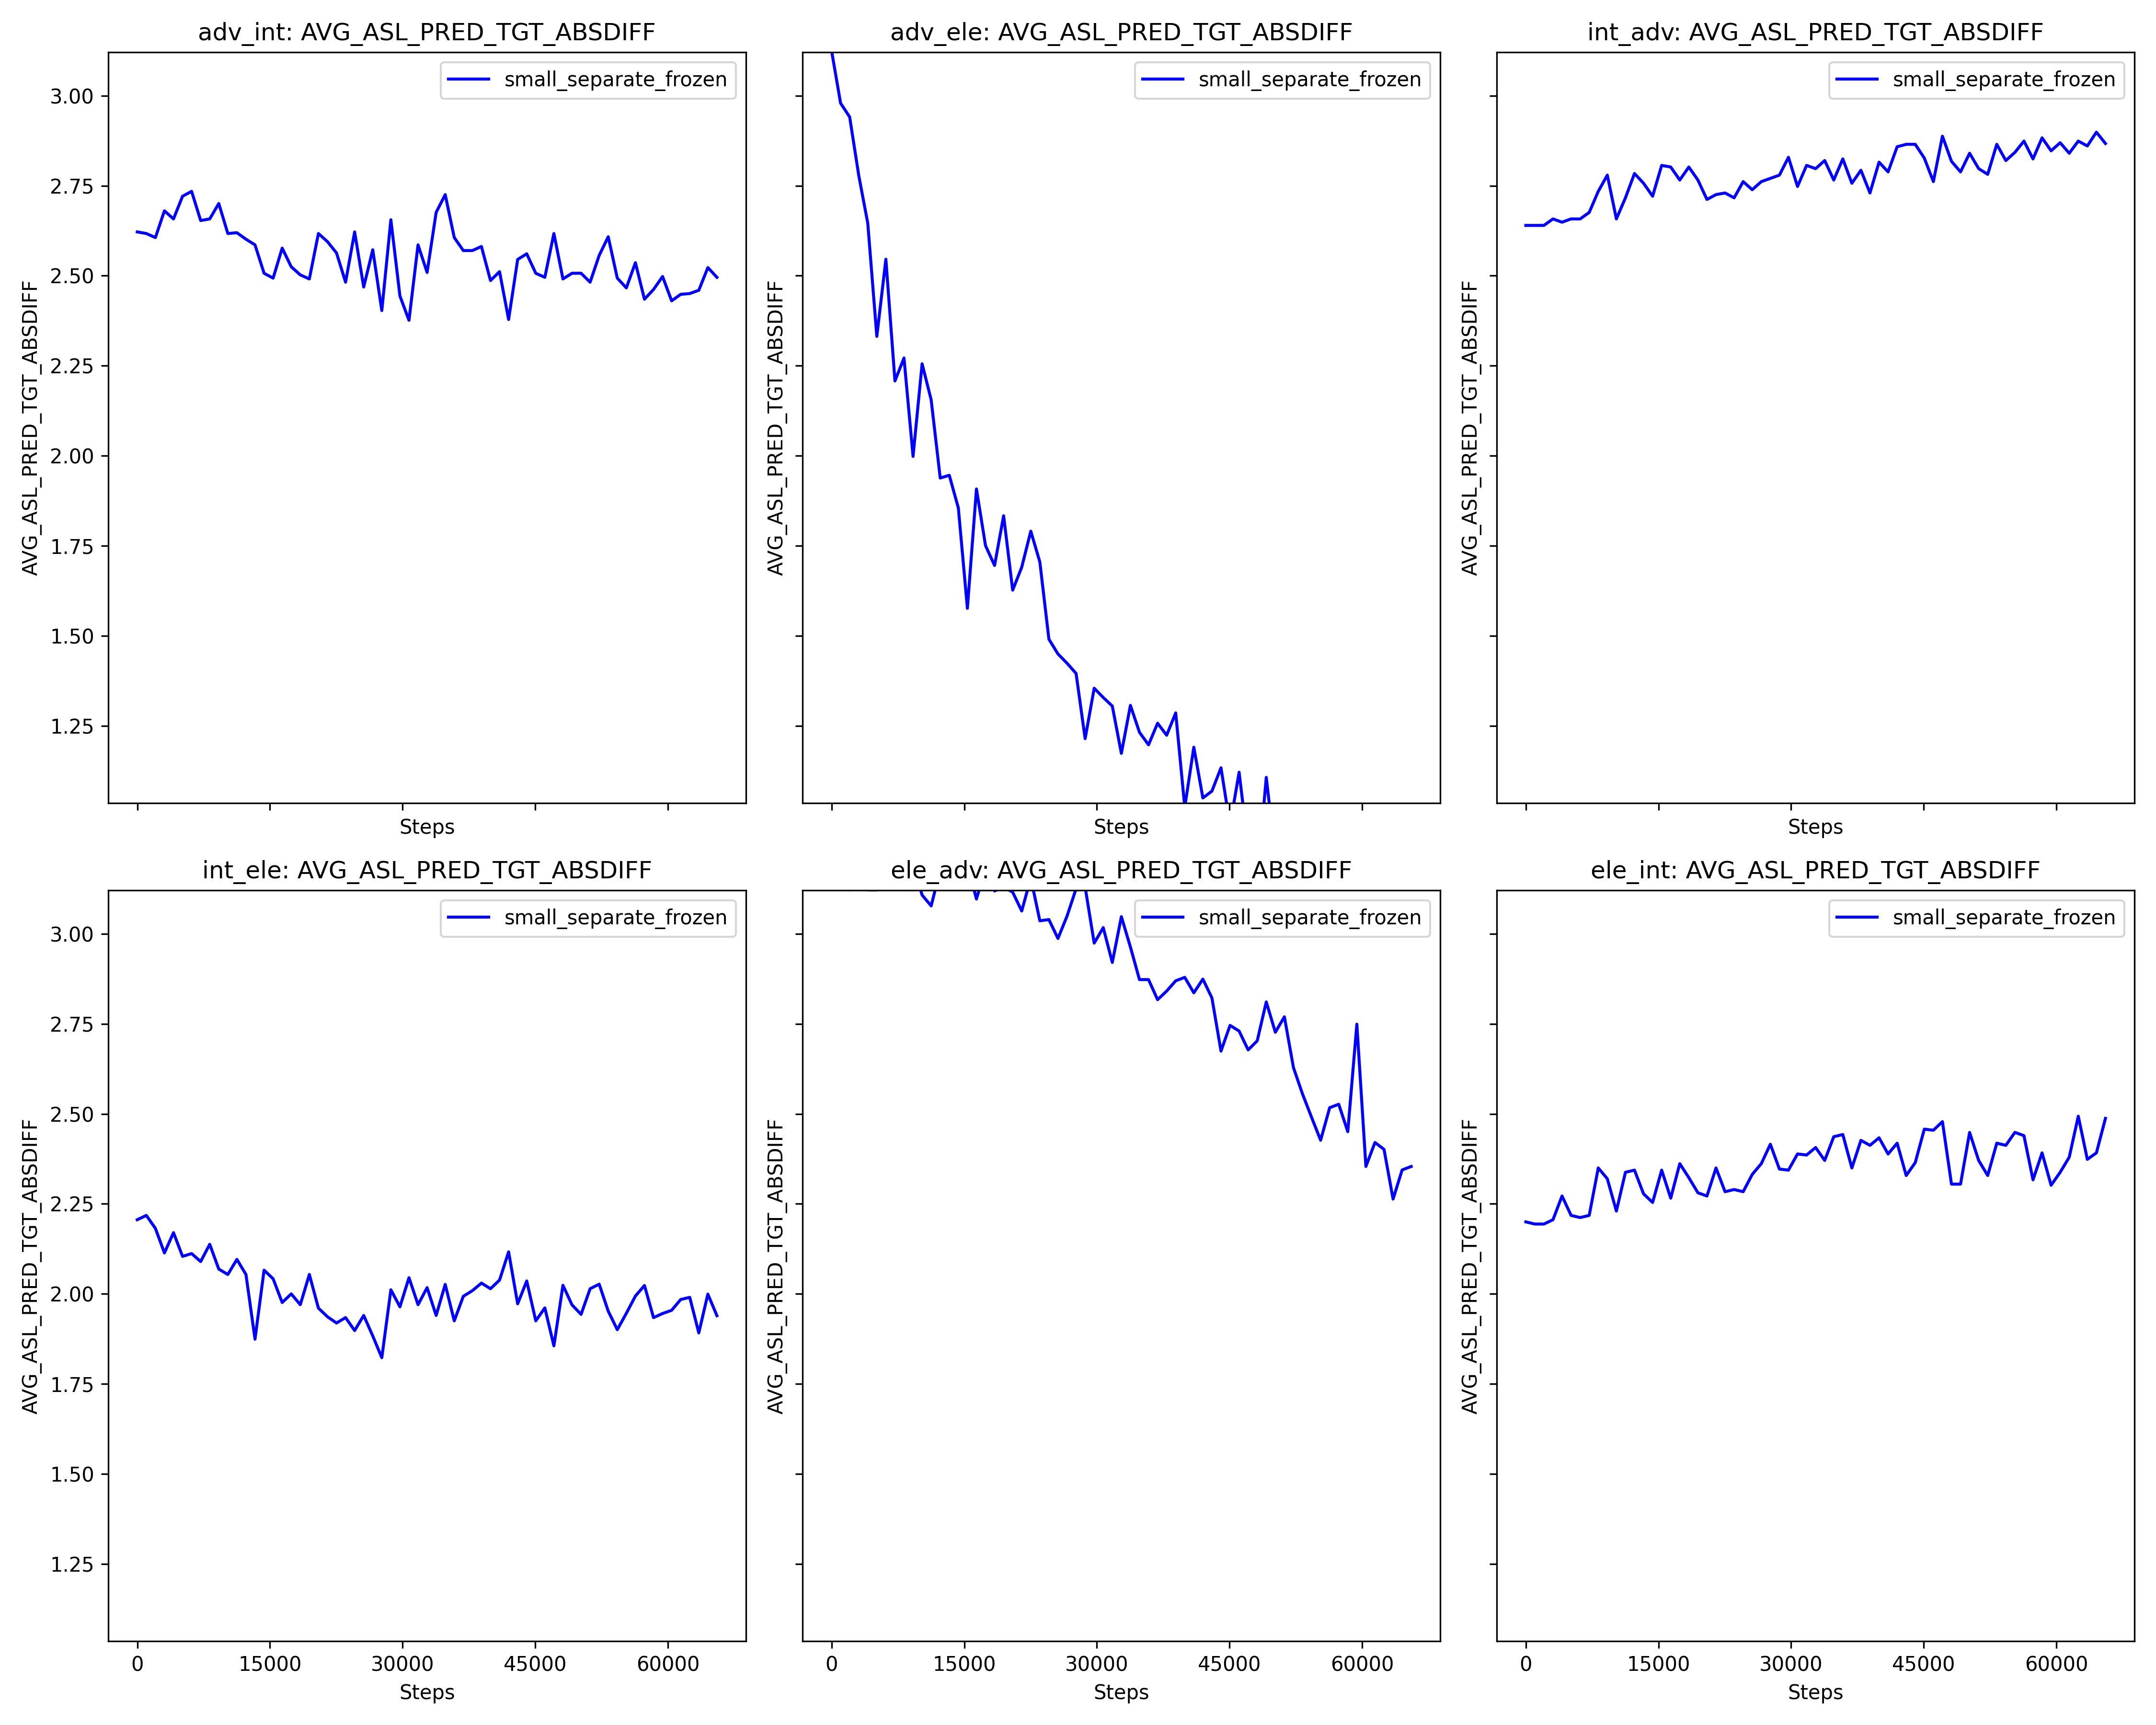 adv_int: AVG_ASL_PRED_TGT_ABSDIFF
adv_ele: AVG_ASL_PRED_TGT_ABSDIFF
int_adv: AVG_ASL_PRED_TGT_ABSDIFF
small_separate_frozen
small_separate_frozen
small_separate_frozen
AVG_ASL_PRED_TGT_ABSDIFF
3.00
2.75
2.50
2.25
2.00
1.75
1.50
1.25
AVG_ASL_PRED_TGT_ABSDIFF
AVG_ASL_PRED_TGT_ABSDIFF
Steps
Steps
Steps
int_ele: AVG_ASL_PRED_TGT_ABSDIFF
ele_adv: AVG_ASL_PRED_TGT_ABSDIFF
ele_int: AVG_ASL_PRED_TGT_ABSDIFF
small_separate_frozen
small_separate_frozen
small_separate_frozen
AVG_ASL_PRED_TGT_ABSDIFF
3.00
2.75
2.50
2.25
2.00
1.75
1.50
1.25
AVG_ASL_PRED_TGT_ABSDIFF
AVG_ASL_PRED_TGT_ABSDIFF
0 15000 30000 45000 60000
0 15000 30000 45000 60000
0 15000 30000 45000 60000
Steps
Steps
Steps